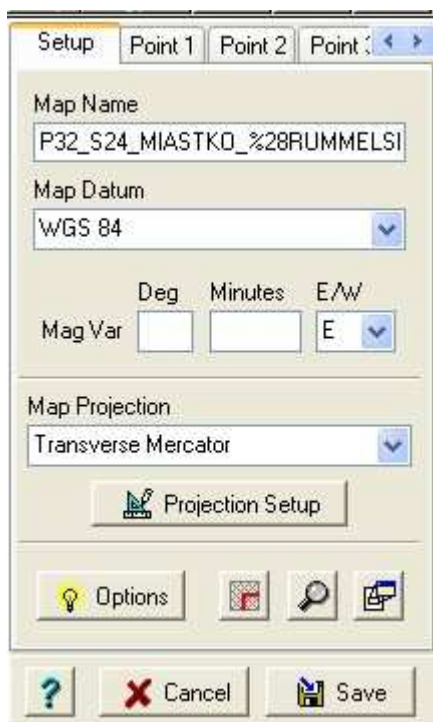 Setup Point 1 Point 2 Point
Map Name
P32_S24_MIASTKO_%28RUMMELSI
Map Datum
WGS 84
Deg Minutes E/W
Mag Var E
Map Projection
Transverse Mercator
Projection Setup
Options
? Cancel Save